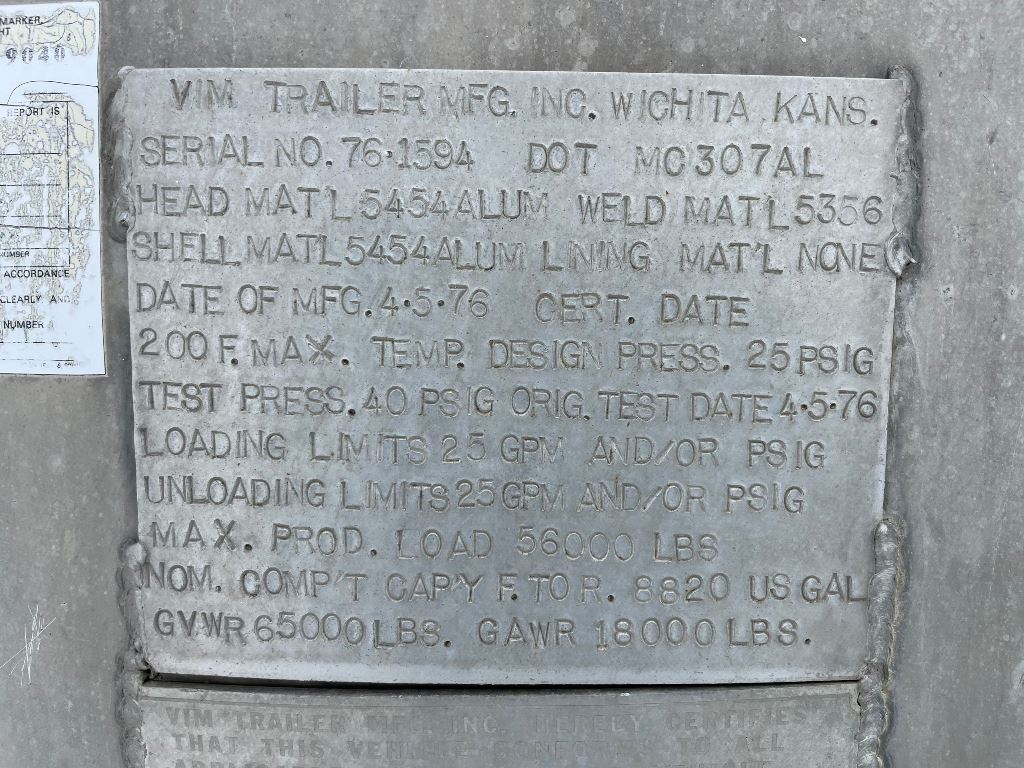 MARKER
HT
9020
REPORT IS
NUMBER
ACCORDANCE
CLEARLY AND
NUMBER
VIM TRAILER MFG. INC. WICHITA KANS.
SERIAL NO. 76-1594 DOT MC307AL
HEAD MAT'L 5454ALUM WELD MAT'L 5356
SHELL MAT'L 5454ALUM LINING MAT'L NONE
DATE OF MFG. 4-5-76 CERT. DATE
200 F. MAX. TEMP. DESIGN PRESS. 25 PSIG
TEST PRESS. 40 PSIG ORIG. TEST DATE 4-5-76
LOADING LIMITS 25 GPM AND/OR PSIG
UNLOADING LIMITS 25 GPM AND/OR PSIG
MAX. PROD. LOAD 56000 LBS
NOM. COMP'T CAP'Y F. TO R. 8820 US GAL
GVWR 65000 LBS. GAWR 18000 LBS.
VIM TRAILER MFG. INC. HEREBY CERTIFIES
THAT THIS VEHICLE CONFORMS TO ALL